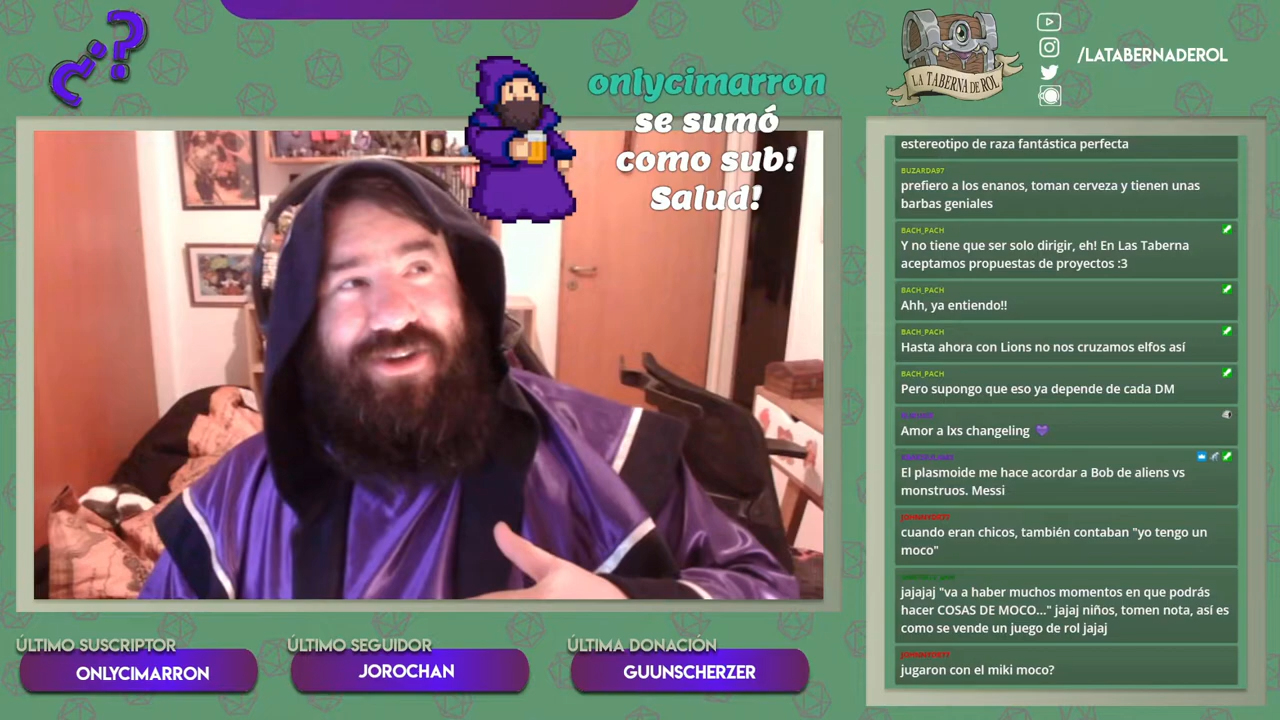 ¿?
onlycimarron
se sumó
como sub!
Salud!
LA TABERNA DE ROL
/LATABERNADEROL
estereotipo de raza fantástica perfecta
BUZARDA97
prefiero a los enanos, toman cerveza y tienen unas
barbas geniales
BACH_PACH
Y no tiene que ser solo dirigir, eh! En Las Taberna
aceptamos propuestas de proyectos :3
BACH_PACH
Ahh, ya entiendo!!
BACH_PACH
Hasta ahora con Lions no nos cruzamos elfos así
BACH_PACH
Pero supongo que eso ya depende de cada DM
Amor a lxs changeling 💜
El plasmoide me hace acordar a Bob de aliens vs
monstruos. Messi
cuando eran chicos, también contaban "yo tengo un
moco"
jajajaj "va a haber muchos momentos en que podrás
hacer COSAS DE MOCO..." jajaj niños, tomen nota, así es
como se vende un juego de rol jajaj
jugaron con el miki moco?
ÚLTIMO SUSCRIPTOR
ONLYCIMARRON
ÚLTIMO SEGUIDOR
JOROCHAN
ÚLTIMA DONACIÓN
GUUNSCHERZER